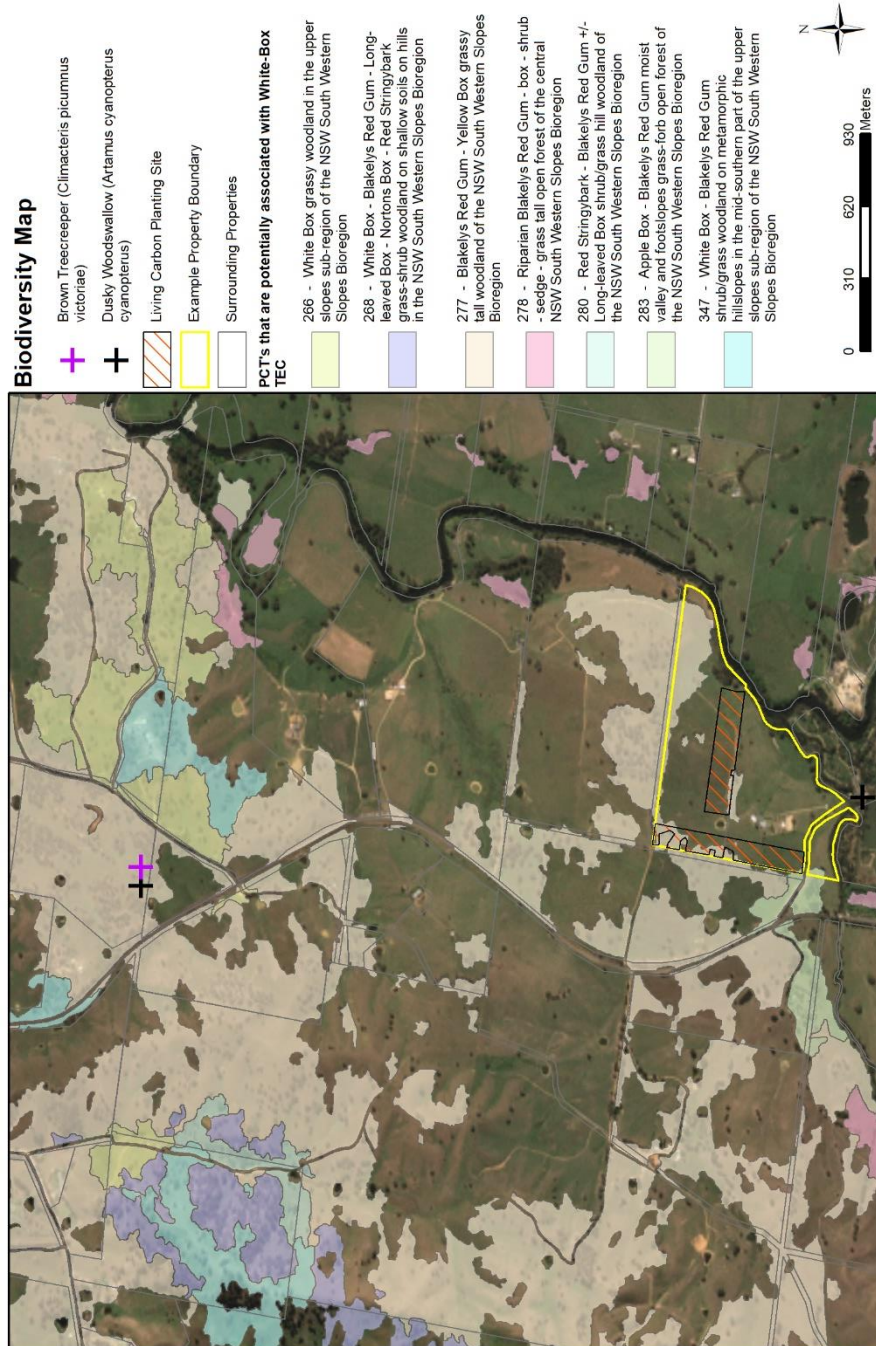 Biodiversity Map
Brown Treecreeper (Climacteris picumnus
victoriae)
Dusky Woodswallow (Artamus cyanopterus
cyanopterus)
Living Carbon Planting Site
Example Property Boundary
Surrounding Properties
PCT's that are potentially associated with White-Box
TEC
266 - White Box grassy woodland in the upper
slopes sub-region of the NSW South Western
Slopes Bioregion
268 - White Box - Blakelys Red Gum - Long-
leaved Box - Nortons Box - Red Stringybark
grass-shrub woodland on shallow soils on hills
in the NSW South Western Slopes Bioregion
277 - Blakelys Red Gum - Yellow Box grassy
tall woodland of the NSW South Western Slopes
Bioregion
278 - Riparian Blakelys Red Gum - box - shrub
- sedge - grass tall open forest of the central
NSW South Western Slopes Bioregion
280 - Red Stringybark - Blakelys Red Gum +/-
Long-leaved Box shrub/grass hill woodland of
the NSW South Western Slopes Bioregion
283 - Apple Box - Blakelys Red Gum moist
valley and footslopes grass-forb open forest of
the NSW South Western Slopes Bioregion
347 - White Box - Blakelys Red Gum
shrub/grass woodland on metamorphic
hillslopes in the mid-southern part of the upper
slopes sub-region of the NSW South Western
Slopes Bioregion
N
0 310 620 930
Meters